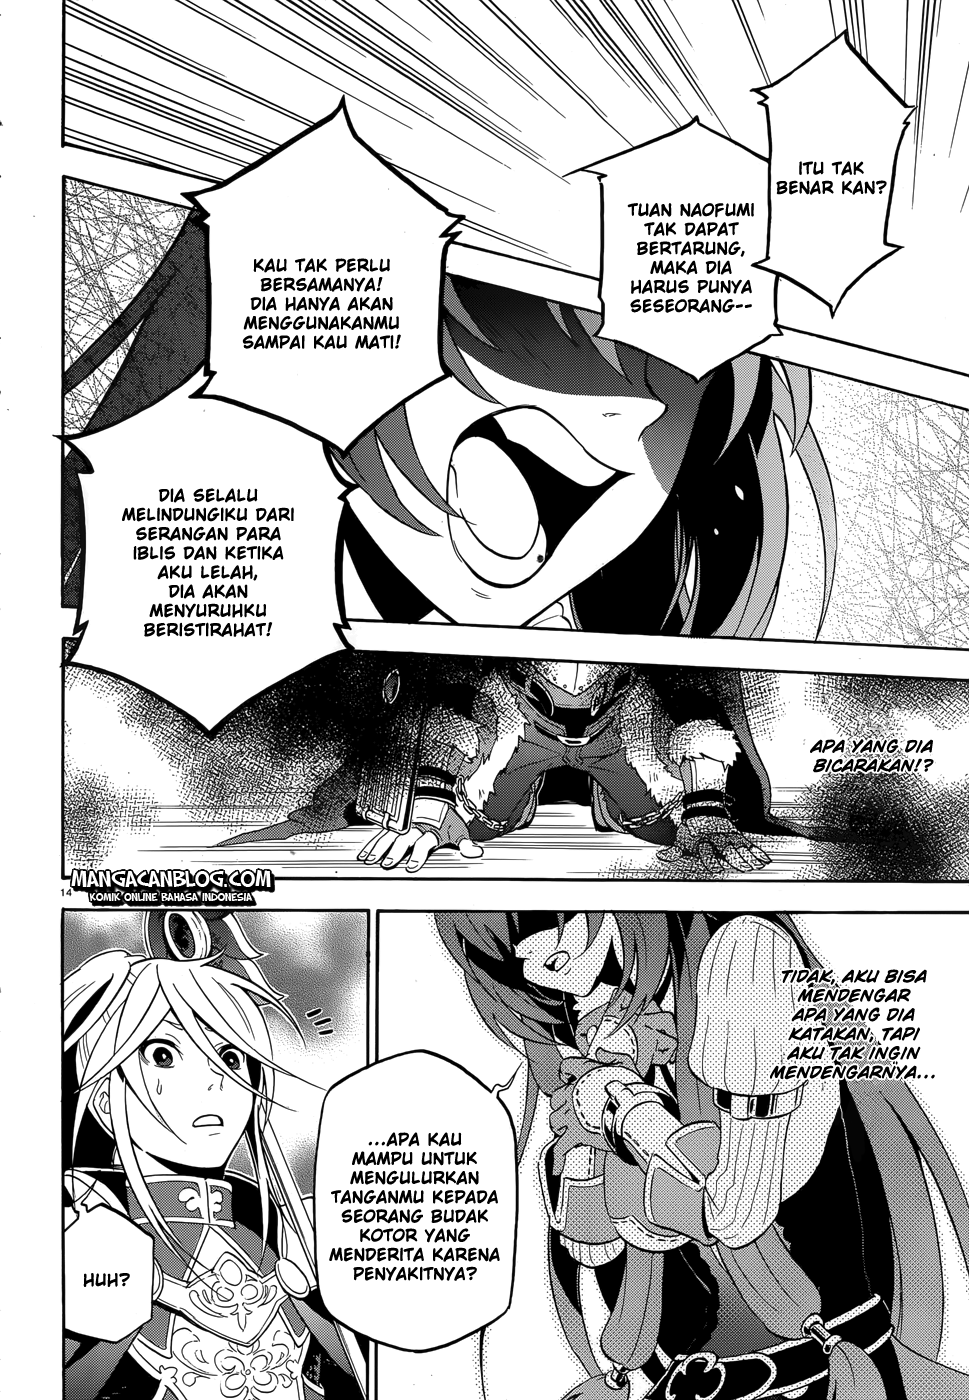 ITU TAK
BENAR KAN?
TUAN NAOFUMI
TAK DAPAT
BERTARUNG,
MAKA DIA
HARUS PUNYA
SESEORANG--
KAU TAK PERLU
BERSAMANYA!
DIA HANYA AKAN
MENGGUNAKANMU
SAMPAI KAU MATI!
DIA SELALU
MELINDUNGIKU DARI
SERANGAN PARA
IBLIS DAN KETIKA
AKU LELAH,
DIA AKAN
MENYURUHKU
BERISTIRAHAT!
APA YANG DIA
BICARAKAN!?
MANGACANBLOG.COM
KOMIK ONLINE BAHASA INDONESIA
14
TIDAK, AKU BISA
MENDENGAR
APA YANG DIA
KATAKAN, TAPI
AKU TAK INGIN
MENDENGARNYA...
...APA KAU
MAMPU UNTUK
MENGULURKAN
TANGANMU KEPADA
SEORANG BUDAK
KOTOR YANG
MENDERITA KARENA
PENYAKITNYA?
HUH?